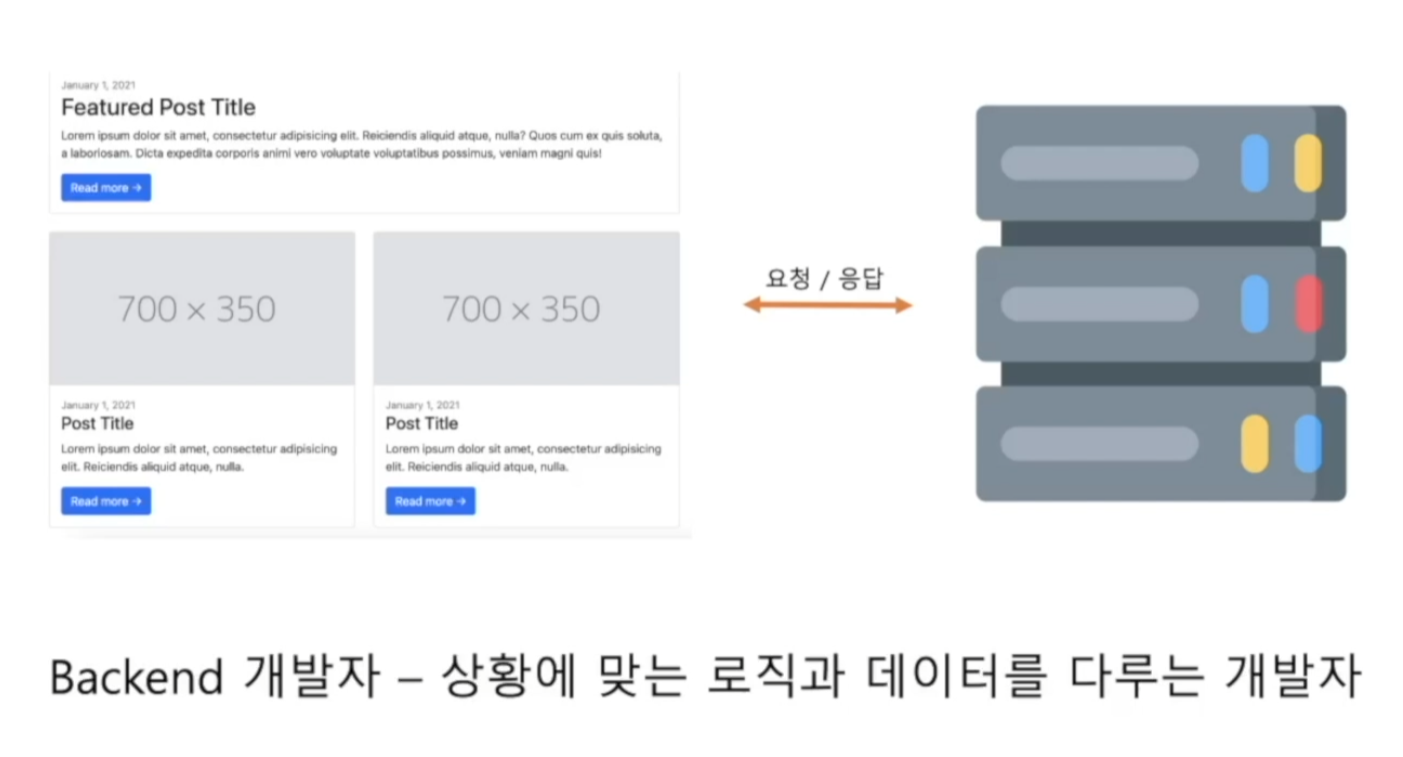 January 1, 2021
Featured Post Title
Lorem ipsum dolor sit amet, consectetur adipisicing elit. Reiciendis aliquid atque, nulla? Quos cum ex quis soluta,
a laboriosam. Dicta expedita corporis animi vero voluptate voluptatibus possimus, veniam magni quis!
Read more →
700 × 350
January 1, 2021
Post Title
Lorem ipsum dolor sit amet, consectetur adipisicing
elit. Reiciendis aliquid atque, nulla.
Read more →
700 × 350
January 1, 2021
Post Title
Lorem ipsum dolor sit amet, consectetur adipisicing
elit. Reiciendis aliquid atque, nulla.
Read more →
요청 / 응답
Backend 개발자 – 상황에 맞는 로직과 데이터를 다루는 개발자